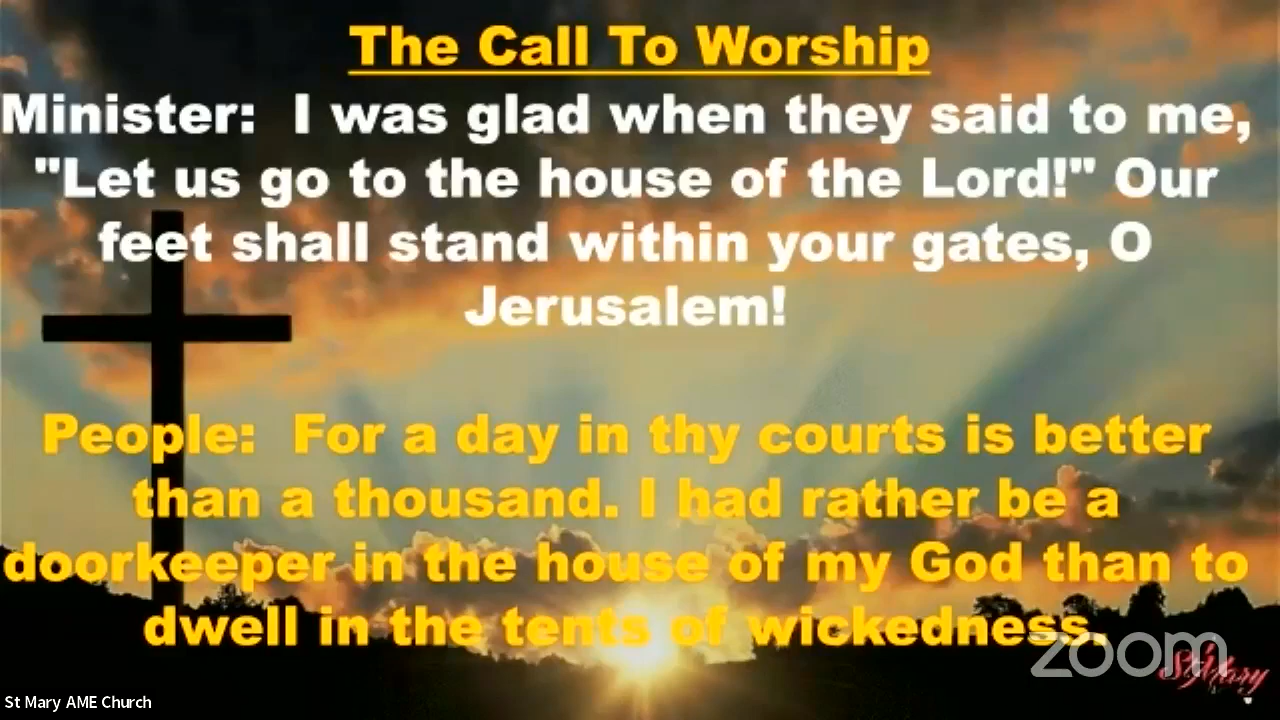 The Call To Worship
Minister:  I was glad when they said to me,
"Let us go to the house of the Lord!" Our
feet shall stand within your gates, O
Jerusalem!
People:  For a day in thy courts is better
than a thousand. I had rather be a
doorkeeper in the house of my God than to
dwell in the tents of wickedness.
zoom
St Mary
St Mary AME Church